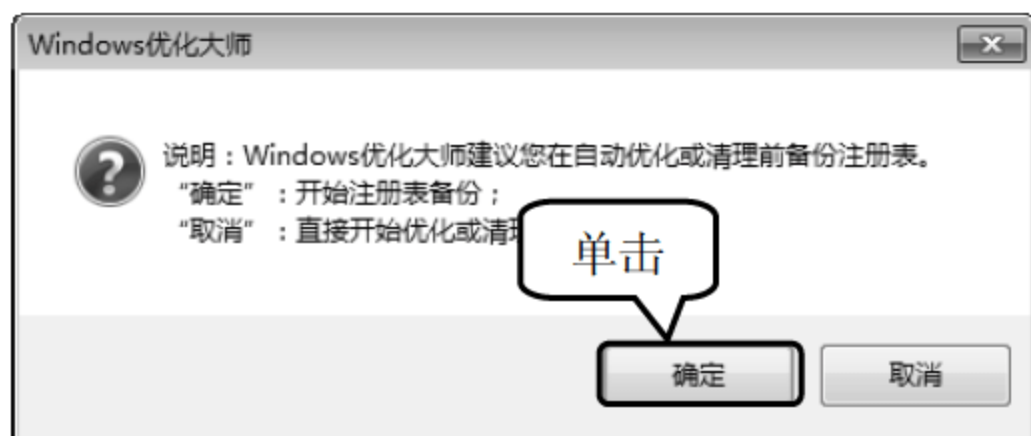 Windows优化大师
说明：Windows优化大师建议您在自动优化或清理前备份注册表。
“确定”：开始注册表备份；
“取消”：直接开始优化或清
单击
确定
取消